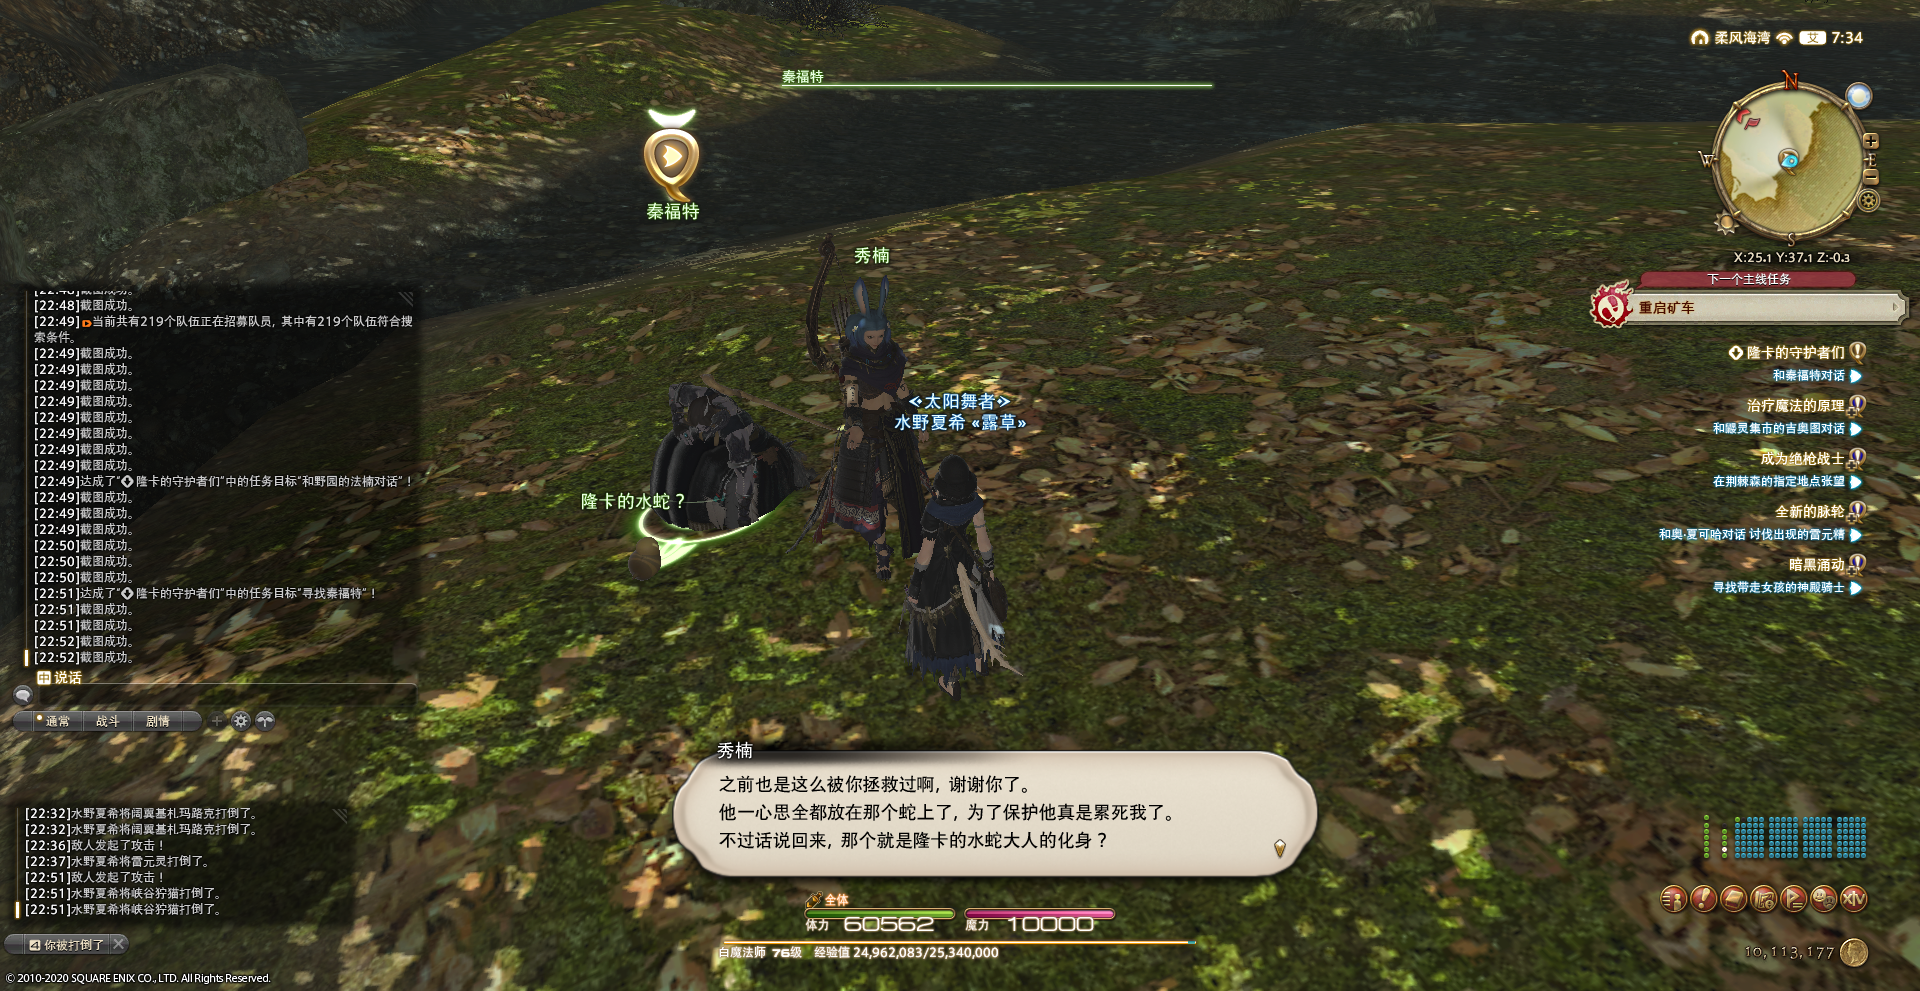 柔风海湾 艾 7:34
秦福特
秦福特
N
W
E
S
X:25.1 Y:37.1 Z:-0.3
下一个主线任务
重启矿车
隆卡的守护者们
和秦福特对话
治疗魔法的原理
和鼹灵集市的吉奥图对话
成为绝枪战士
在荆棘森的指定地点张望
全新的脉轮
和奥·夏可哈对话 讨伐出现的雷元精
暗黑涌动
寻找带走女孩的神殿骑士
秀楠
<太阳舞者>
水野夏希 «露草»
隆卡的水蛇？
[22:48]截图成功。
[22:48]截图成功。
[22:49]当前共有219个队伍正在招募队员, 其中有219个队伍符合搜
索条件。
[22:49]截图成功。
[22:49]截图成功。
[22:49]截图成功。
[22:49]截图成功。
[22:49]截图成功。
[22:49]截图成功。
[22:49]截图成功。
[22:49]截图成功。
[22:49]达成了“隆卡的守护者们”中的任务目标“和野园的法楠对话”！
[22:49]截图成功。
[22:49]截图成功。
[22:49]截图成功。
[22:50]截图成功。
[22:50]截图成功。
[22:50]截图成功。
[22:51]达成了“隆卡的守护者们”中的任务目标“寻找秦福特”！
[22:51]截图成功。
[22:51]截图成功。
[22:52]截图成功。
[22:52]截图成功。
说话
通常 战斗 剧情
秀楠
之前也是这么被你拯救过啊, 谢谢你了。
他一心思全都放在那个蛇上了, 为了保护他真是累死我了。
不过话说回来, 那个就是隆卡的水蛇大人的化身？
[22:32]水野夏希将阔翼基札玛路克打倒了。
[22:32]水野夏希将阔翼基札玛路克打倒了。
[22:36]敌人发起了攻击！
[22:37]水野夏希将雷元灵打倒了。
[22:51]敌人发起了攻击！
[22:51]水野夏希将峡谷狞猫打倒了。
[22:51]水野夏希将峡谷狞猫打倒了。
4 你被打倒了
全体
体力 60562 魔力 10000
白魔法师 76级 经验值 24,962,083/25,340,000
XIV
10,113,177
© 2010-2020 SQUARE ENIX CO., LTD. All Rights Reserved.